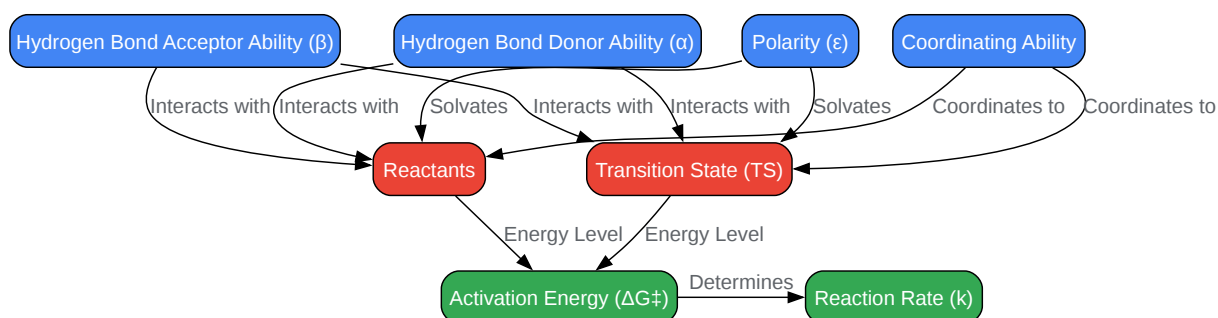 Hydrogen Bond Acceptor Ability (β)
Hydrogen Bond Donor Ability (α)
Polarity (ε)
Coordinating Ability
Interacts with
Interacts with
Solvates
Interacts with
Interacts with
Solvates
Coordinates to
Coordinates to
Reactants
Transition State (TS)
Energy Level
Energy Level
Activation Energy (ΔG‡)
Determines
Reaction Rate (k)